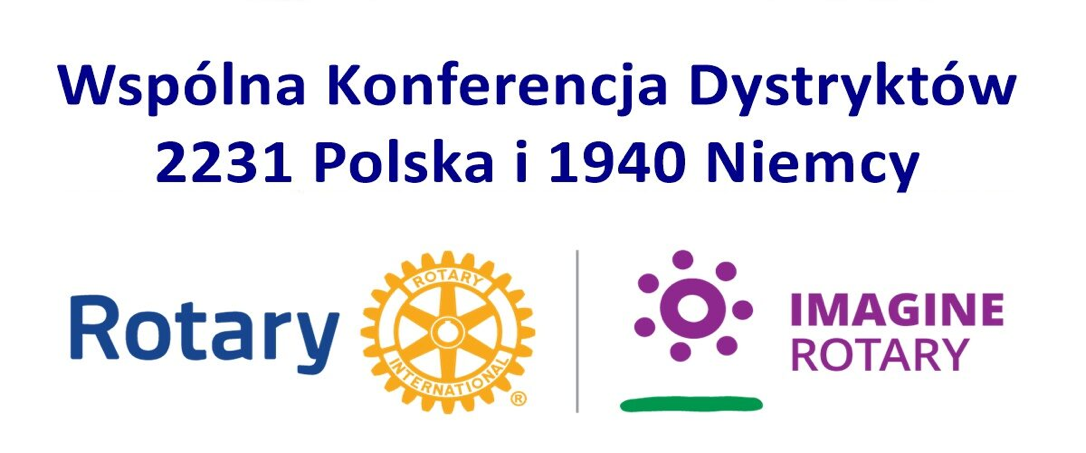 Wspólna Konferencja Dystryktów
2231 Polska i 1940 Niemcy
Rotary
ROTARY
INTERNATIONAL
®
IMAGINE
ROTARY